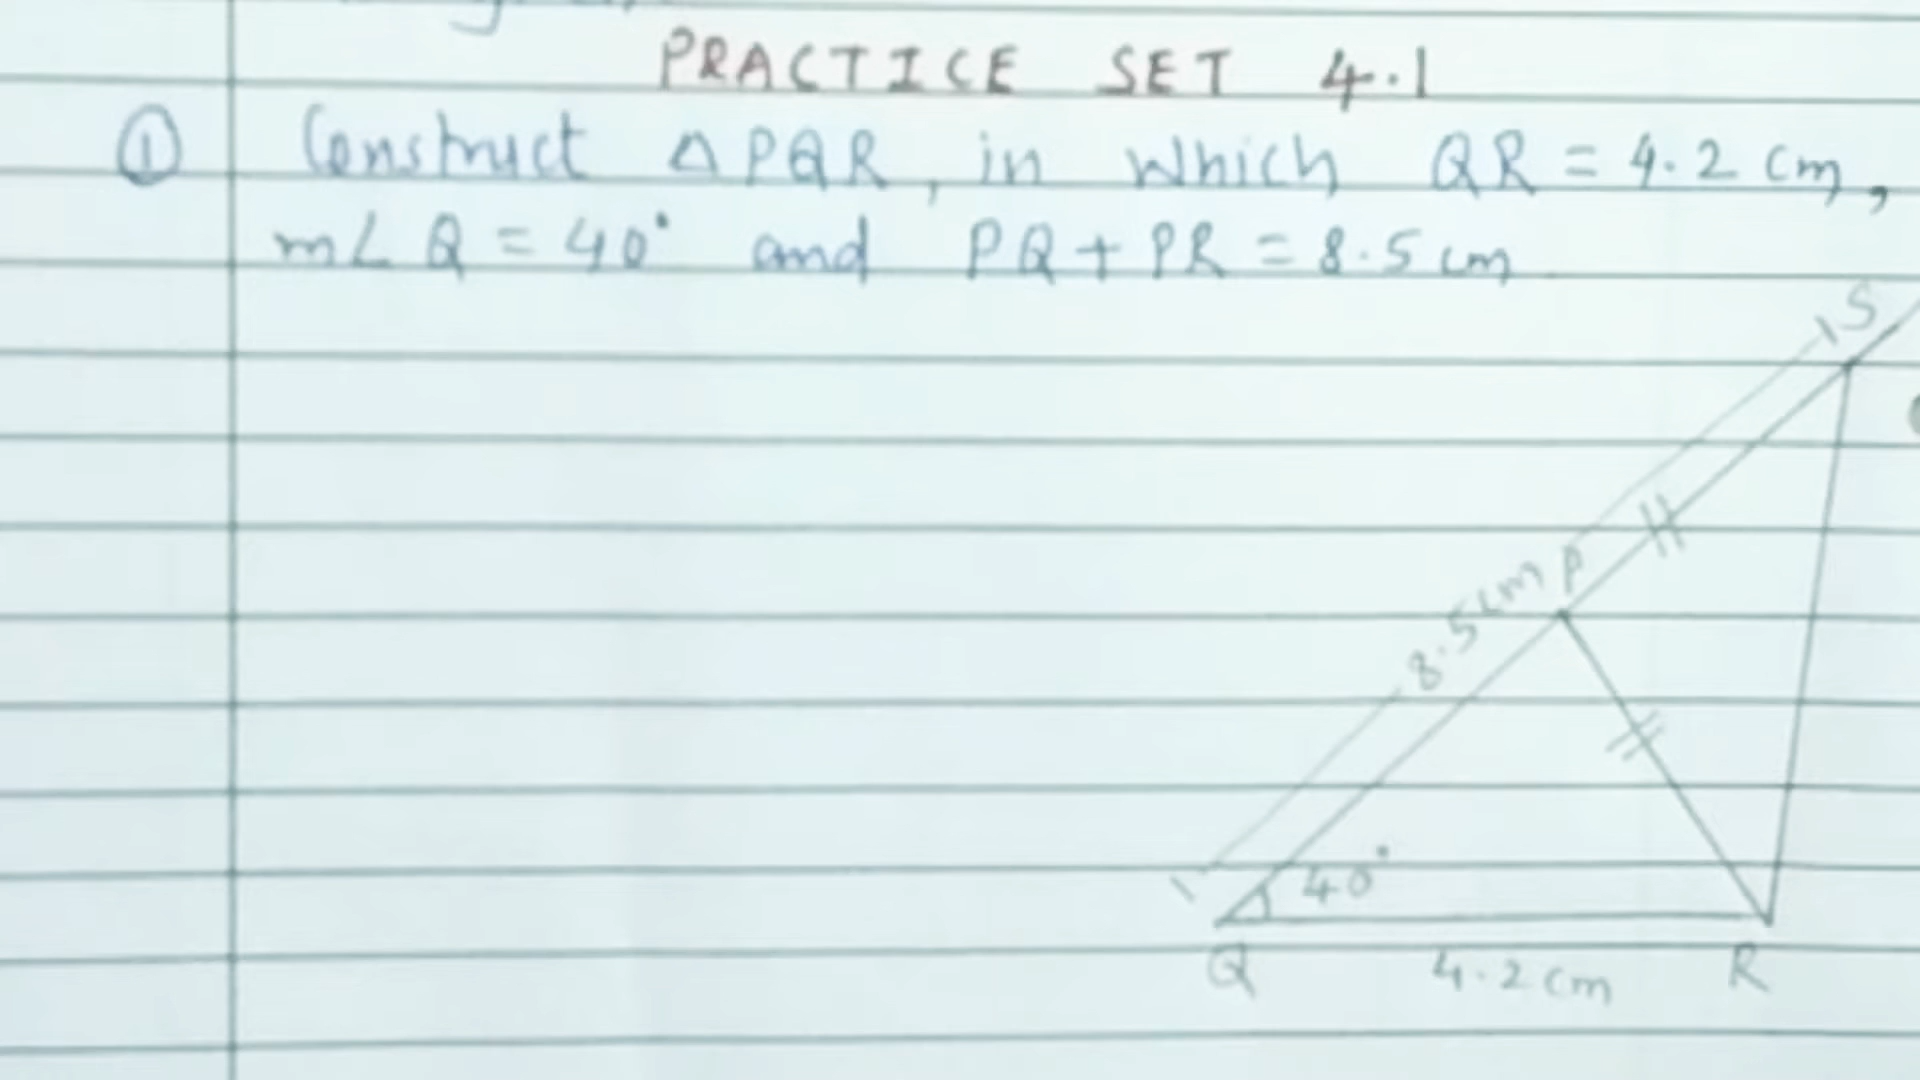 PRACTICE SET 4.1
① Construct △PQR, in which QR = 4.2 cm,
m∠Q = 40° and PQ + PR = 8.5 cm
S
8.5 cm P
40°
Q 4.2 cm R